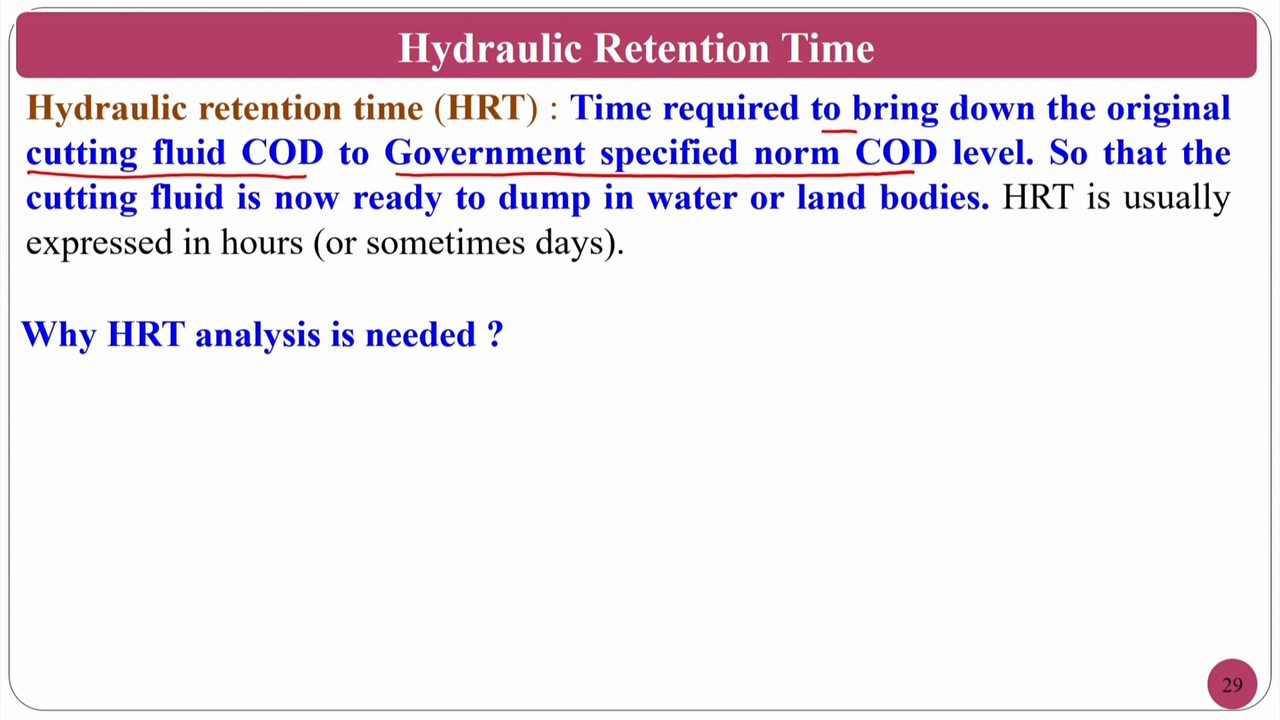 Hydraulic Retention Time
Hydraulic retention time (HRT) : Time required to bring down the original
cutting fluid COD to Government specified norm COD level. So that the
cutting fluid is now ready to dump in water or land bodies. HRT is usually
expressed in hours (or sometimes days).
Why HRT analysis is needed ?
29